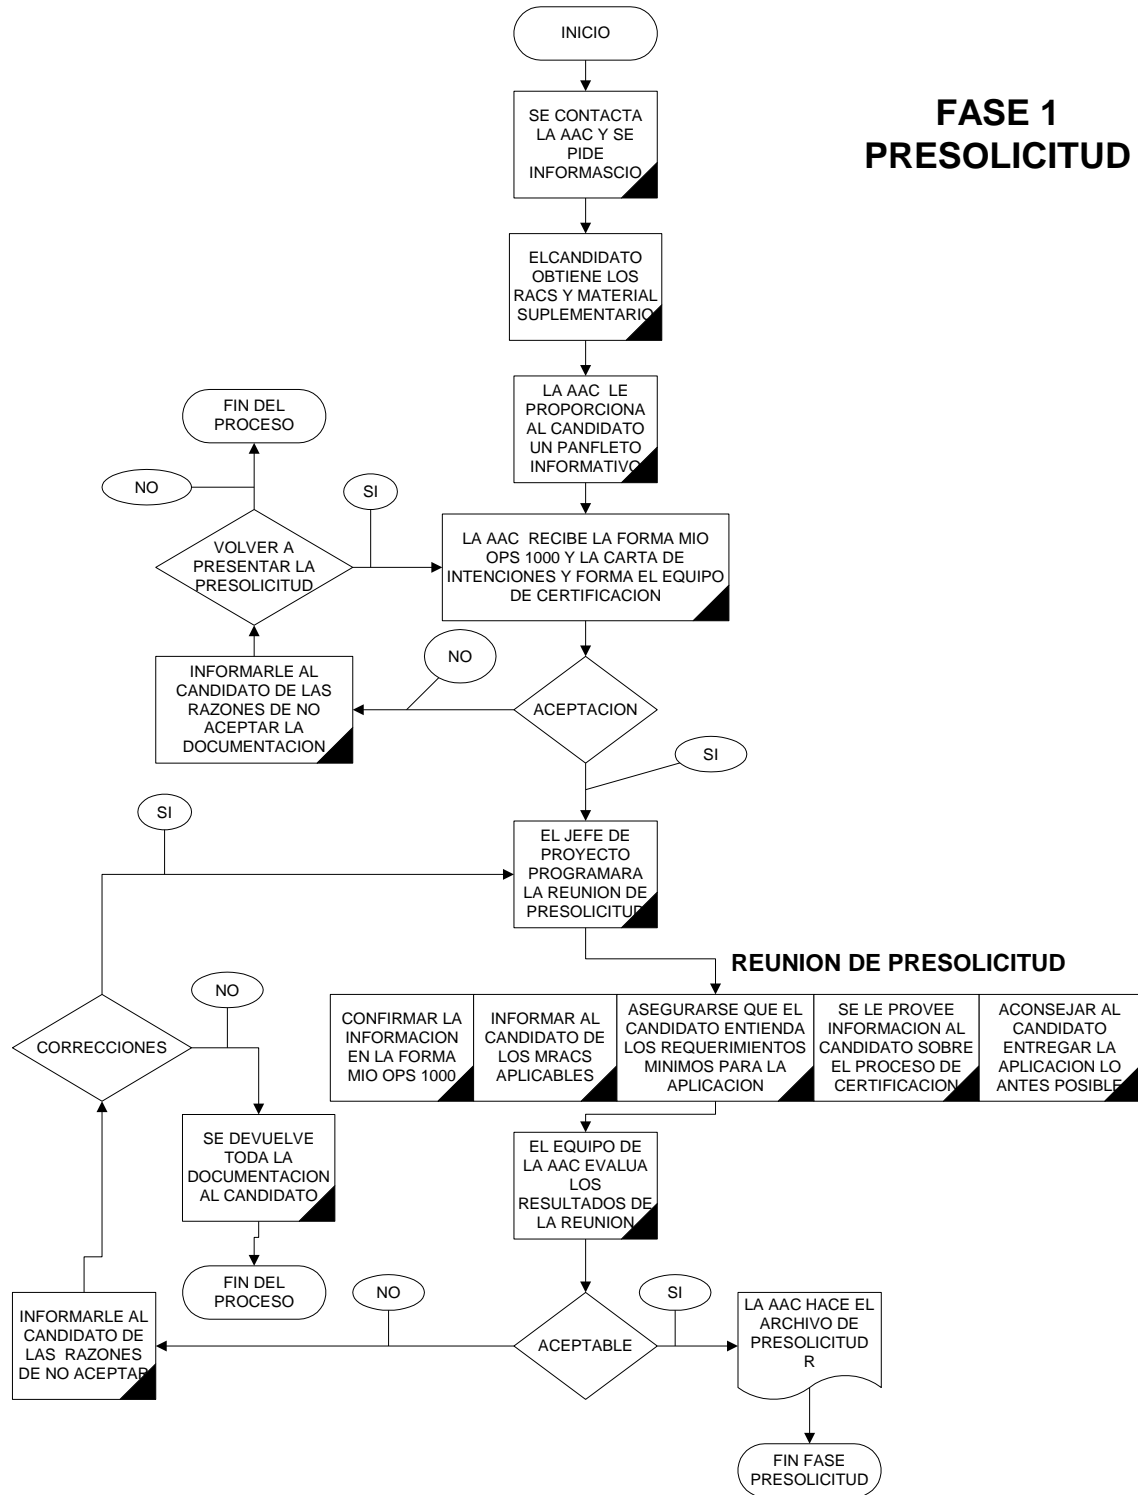 INICIO
FASE 1
PRESOLICITUD
SE CONTACTA
LA AAC Y SE
PIDE
INFORMASCIO
ELCANDIDATO
OBTIENE LOS
RACS Y MATERIAL
SUPLEMENTARIO
LA AAC LE
PROPORCIONA
AL CANDIDATO
UN PANFLETO
INFORMATIVO
FIN DEL
PROCESO
NO
SI
VOLVER A
PRESENTAR LA
PRESOLICITUD
LA AAC RECIBE LA FORMA MIO
OPS 1000 Y LA CARTA DE
INTENCIONES Y FORMA EL EQUIPO
DE CERTIFICACION
NO
INFORMARLE AL
CANDIDATO DE LAS
RAZONES DE NO
ACEPTAR LA
DOCUMENTACION
ACEPTACION
SI
SI
EL JEFE DE
PROYECTO
PROGRAMARA
LA REUNION DE
PRESOLICITUD
REUNION DE PRESOLICITUD
NO
CORRECCIONES
CONFIRMAR LA
INFORMACION
EN LA FORMA
MIO OPS 1000
INFORMAR AL
CANDIDATO DE
LOS MRACS
APLICABLES
ASEGURARSE QUE EL
CANDIDATO ENTIENDA
LOS REQUERIMIENTOS
MINIMOS PARA LA
APLICACION
SE LE PROVEE
INFORMACION AL
CANDIDATO SOBRE
EL PROCESO DE
CERTIFICACION
ACONSEJAR AL
CANDIDATO
ENTREGAR LA
APLICACION LO
ANTES POSIBLE
SE DEVUELVE
TODA LA
DOCUMENTACION
AL CANDIDATO
EL EQUIPO DE
LA AAC EVALUA
LOS
RESULTADOS DE
LA REUNION
FIN DEL
PROCESO
NO
SI
INFORMARLE AL
CANDIDATO DE
LAS RAZONES
DE NO ACEPTAR
ACEPTABLE
LA AAC HACE EL
ARCHIVO DE
PRESOLICITUD
R
FIN FASE
PRESOLICITUD